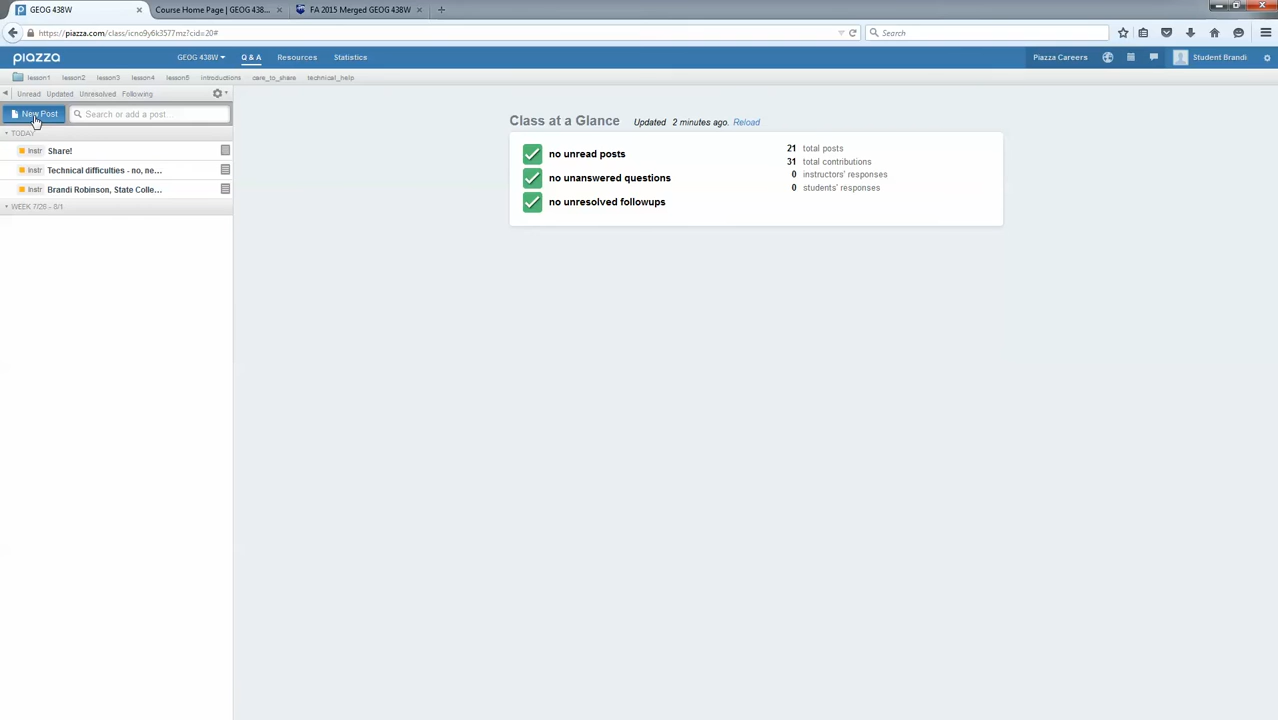 GEOG 438W
Course Home Page | GEOG 438...
FA 2015 Merged GEOG 438W
https://piazza.com/class/icno9y6k3577mz?cid=20#
Search
piazza
GEOG 438W
Q & A
Resources
Statistics
Piazza Careers
Student Brandi
lesson1
lesson2
lesson3
lesson4
lesson5
introductions
care_to_share
technical_help
Unread
Updated
Unresolved
Following
New Post
Search or add a post...
TODAY
Instr
Share!
Instr
Technical difficulties - no, ne...
Instr
Brandi Robinson, State Colle...
WEEK 7/26 - 8/1
Class at a Glance
Updated 2 minutes ago. Reload
no unread posts
no unanswered questions
no unresolved followups
21 total posts
31 total contributions
0 instructors' responses
0 students' responses